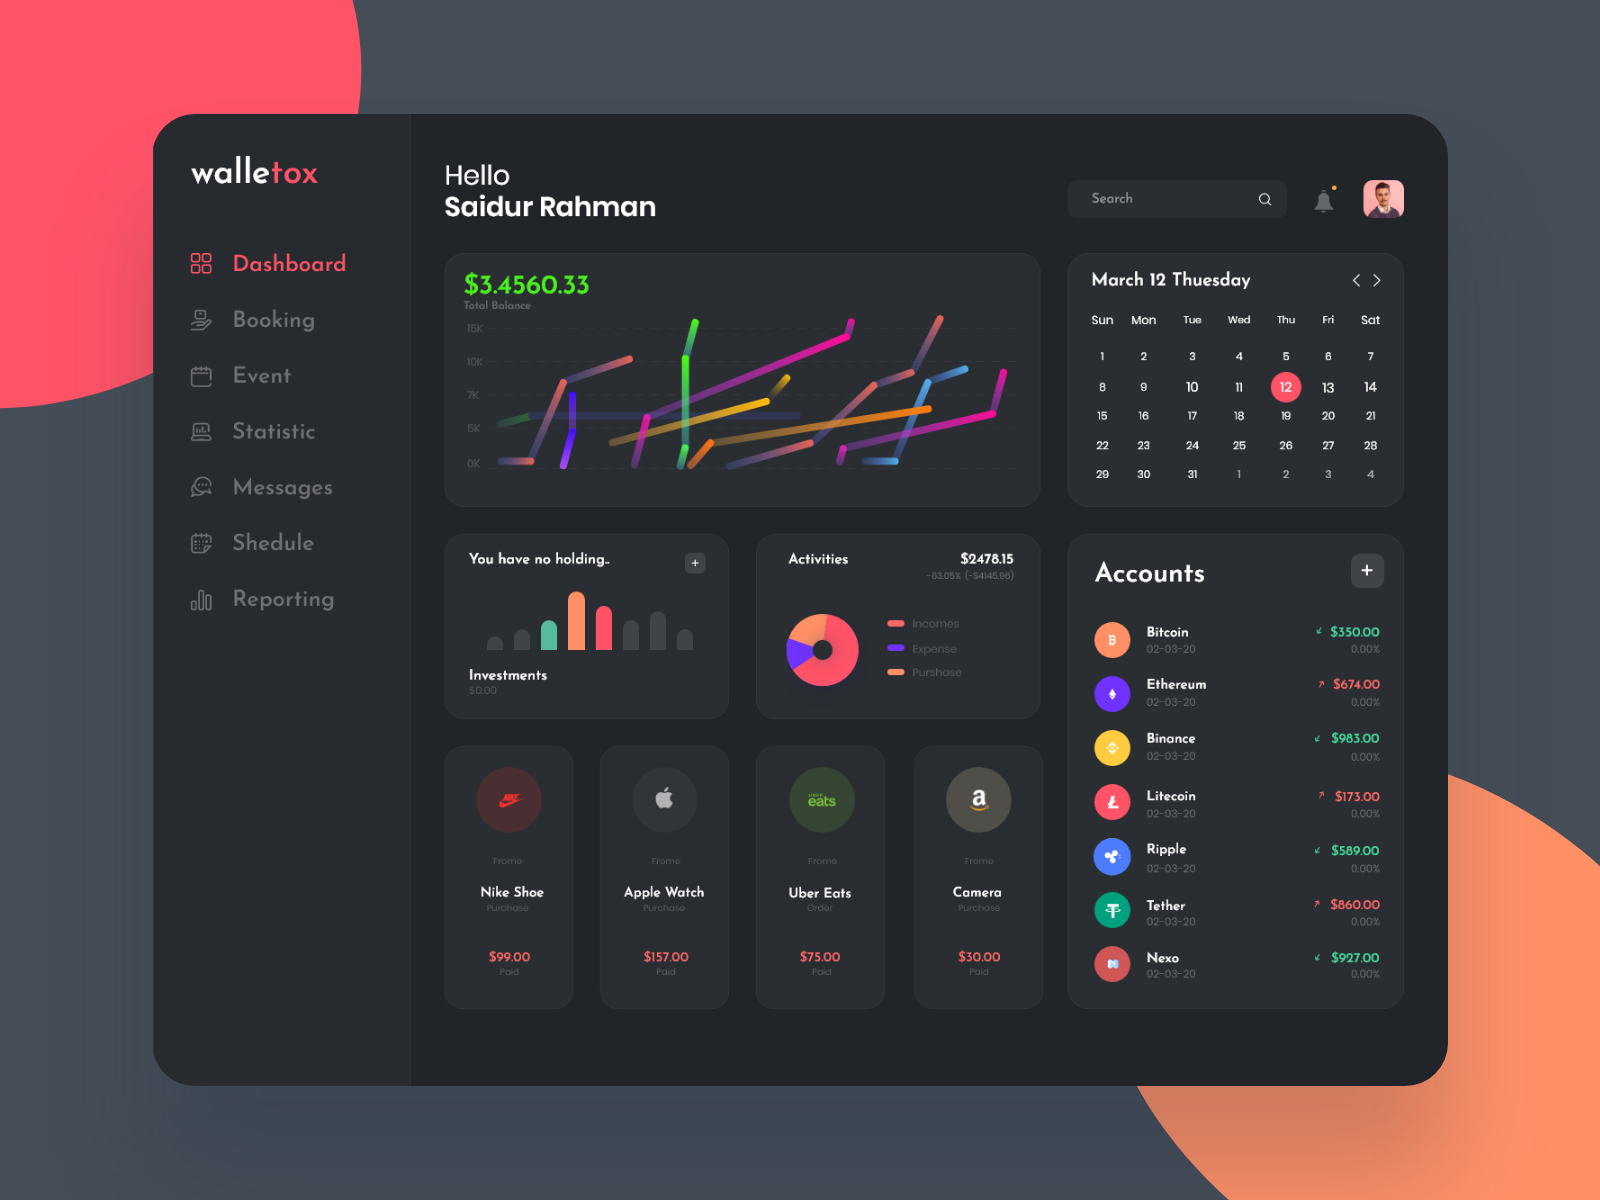 walletox
Dashboard
Booking
Event
Statistic
Messages
Shedule
Reporting
Hello
Saidur Rahman
Search
$3.4560.33
Total Balance
15K
10K
7K
5K
0K
March 12 Thuesday
Sun Mon Tue Wed Thu Fri Sat
1 2 3 4 5 6 7
8 9 10 11 12 13 14
15 16 17 18 19 20 21
22 23 24 25 26 27 28
29 30 31 1 2 3 4
You have no holding..
+
Investments
$0.00
Activities
$2478.15
-63.05% (-$4145.96)
Incomes
Expense
Purshase
NIKE
Frome
Nike Shoe
Purchase
$99.00
Paid
Frome
Apple Watch
Purchase
$157.00
Paid
UBER
eats
Frome
Uber Eats
Order
$75.00
Paid
a
Frome
Camera
Purchase
$30.00
Paid
Accounts
+
Bitcoin $350.00
02-03-20 0.00%
Ethereum $674.00
02-03-20 0.00%
Binance $983.00
02-03-20 0.00%
Litecoin $173.00
02-03-20 0.00%
Ripple $589.00
02-03-20 0.00%
Tether $860.00
02-03-20 0.00%
Nexo $927.00
02-03-20 0.00%